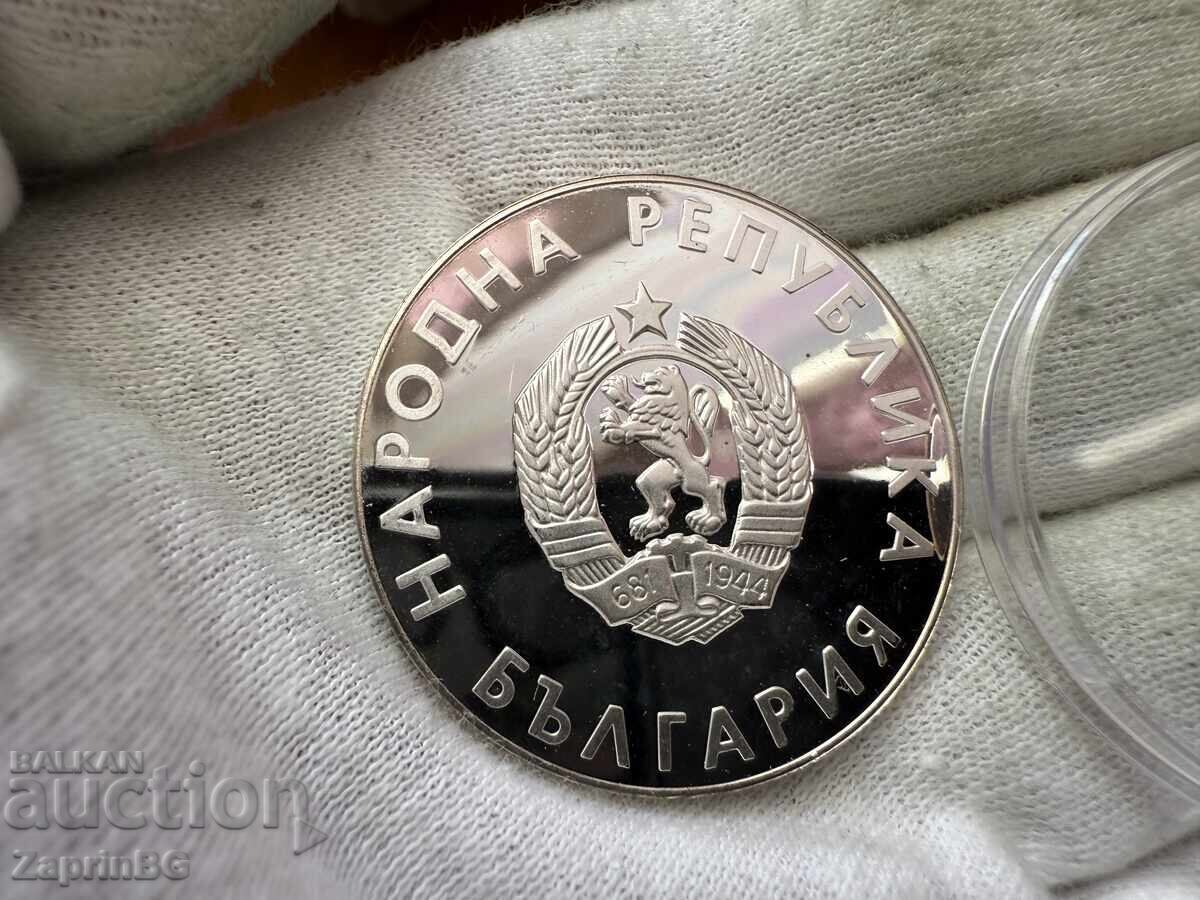 НАРОДНА РЕПУБЛИКА
БЪЛГАРИЯ
681 1944
BALKAN
auction
ZaprinBG